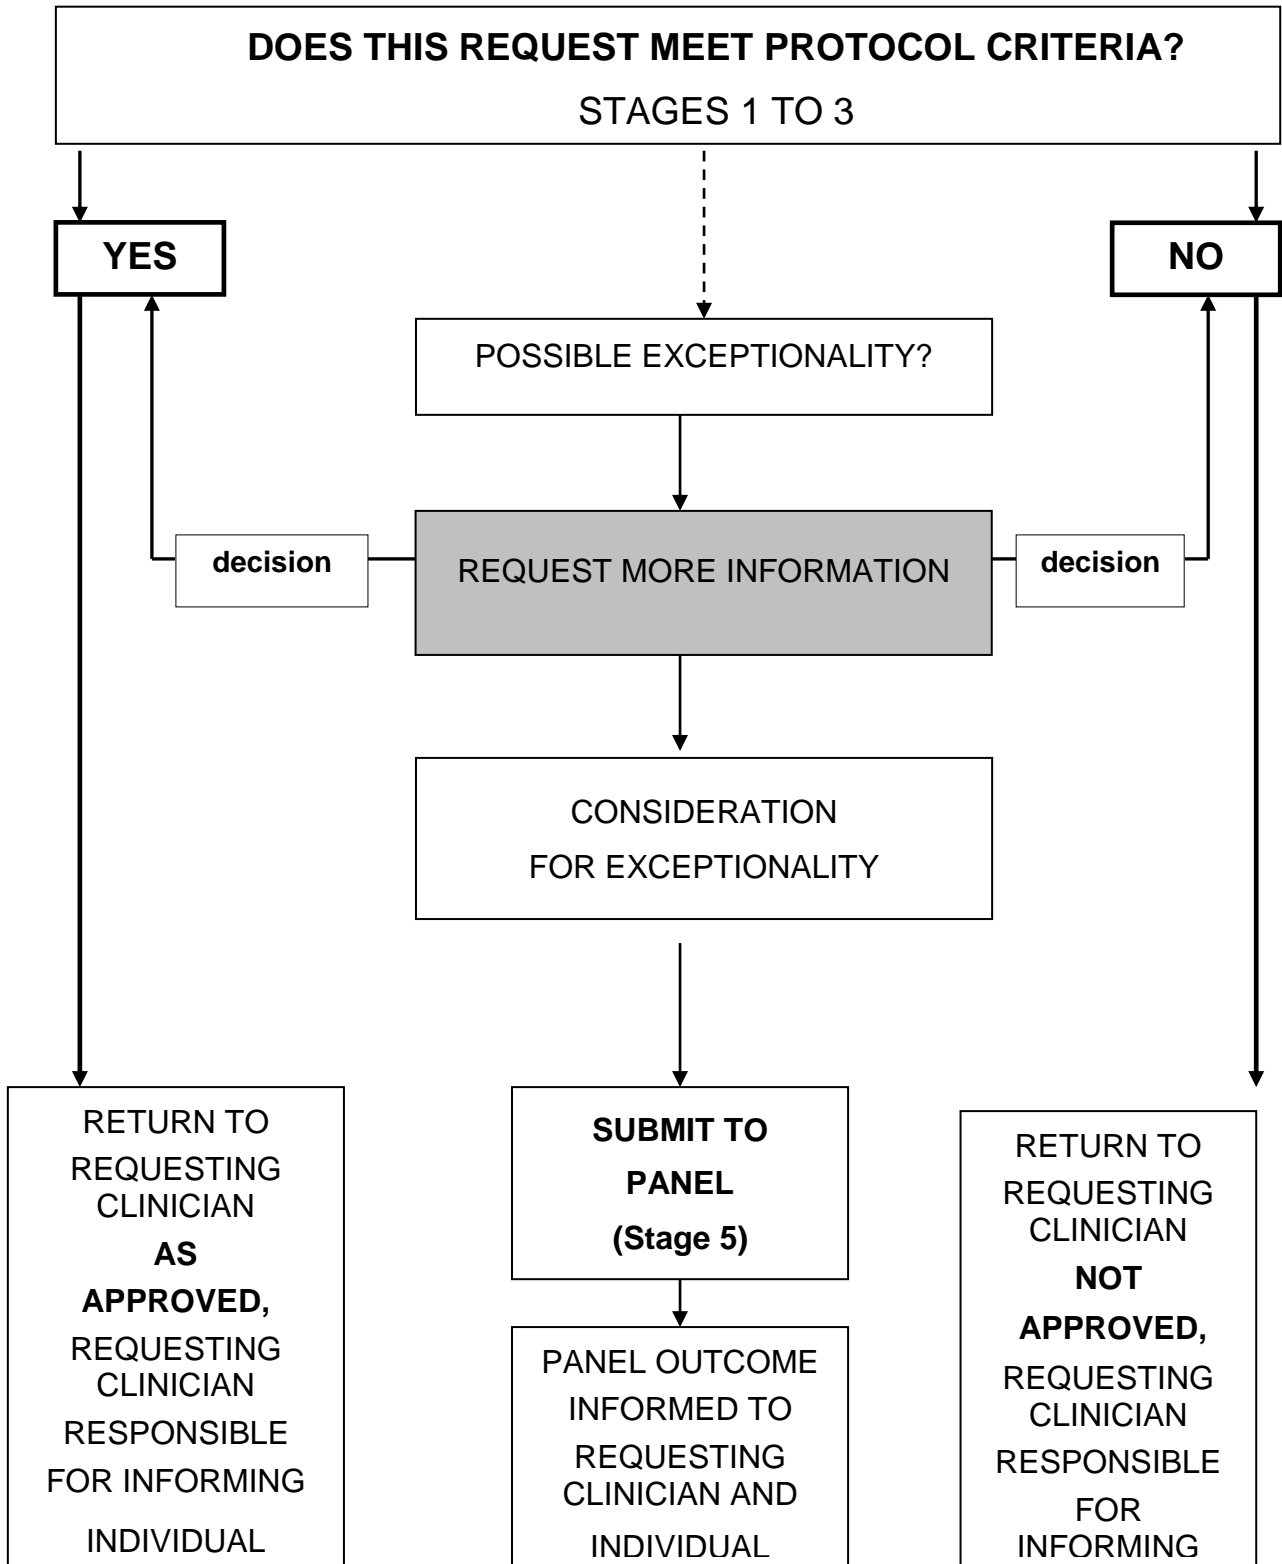 DOES THIS REQUEST MEET PROTOCOL CRITERIA?
STAGES 1 TO 3
YES
NO
POSSIBLE EXCEPTIONALITY?
decision
REQUEST MORE INFORMATION
decision
CONSIDERATION
FOR EXCEPTIONALITY
RETURN TO
REQUESTING
CLINICIAN
AS
APPROVED,
REQUESTING
CLINICIAN
RESPONSIBLE
FOR INFORMING
INDIVIDUAL
SUBMIT TO
PANEL
(Stage 5)
PANEL OUTCOME
INFORMED TO
REQUESTING
CLINICIAN AND
INDIVIDUAL
RETURN TO
REQUESTING
CLINICIAN
NOT
APPROVED,
REQUESTING
CLINICIAN
RESPONSIBLE
FOR
INFORMING